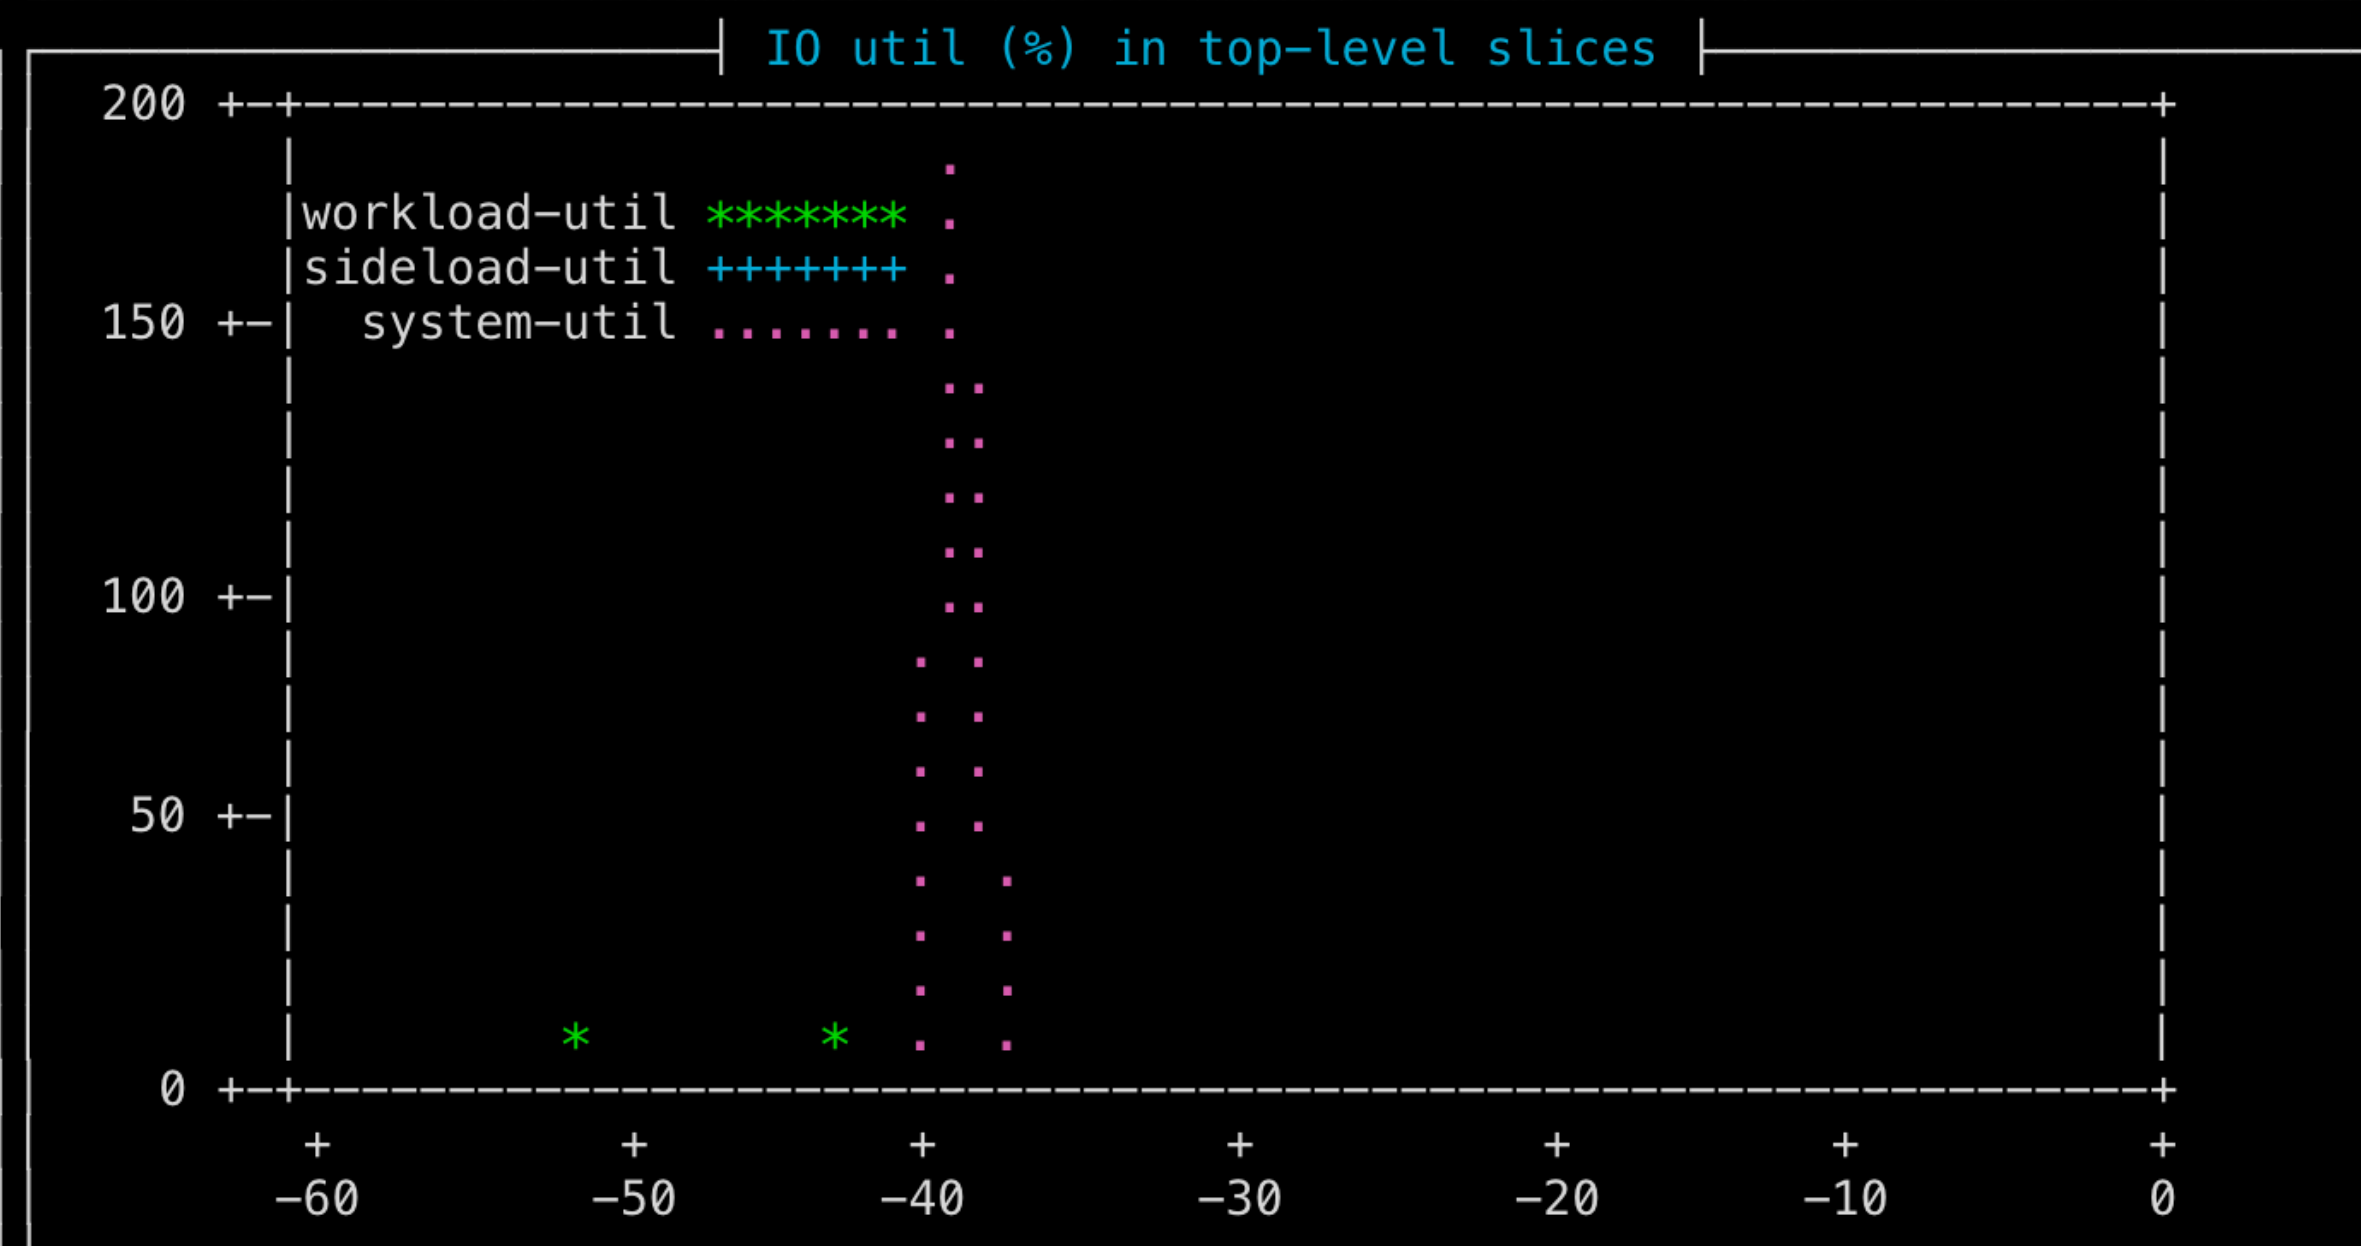 IO util (%) in top-level slices
200
workload-util *******
sideload-util +++++++
150
system-util .......
100
50
0
-60 -50 -40 -30 -20 -10 0